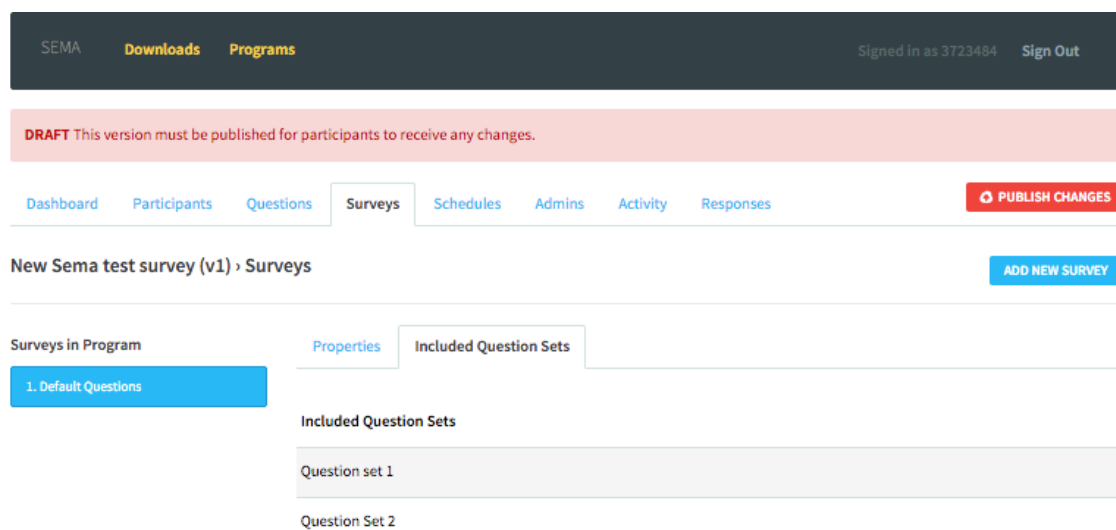 SEMA Downloads Programs Signed in as 3723484 Sign Out
DRAFT This version must be published for participants to receive any changes.
Dashboard Participants Questions Surveys Schedules Admins Activity Responses PUBLISH CHANGES
New Sema test survey (v1) › Surveys ADD NEW SURVEY
Surveys in Program Properties Included Question Sets
1. Default Questions
Included Question Sets
Question set 1
Question Set 2